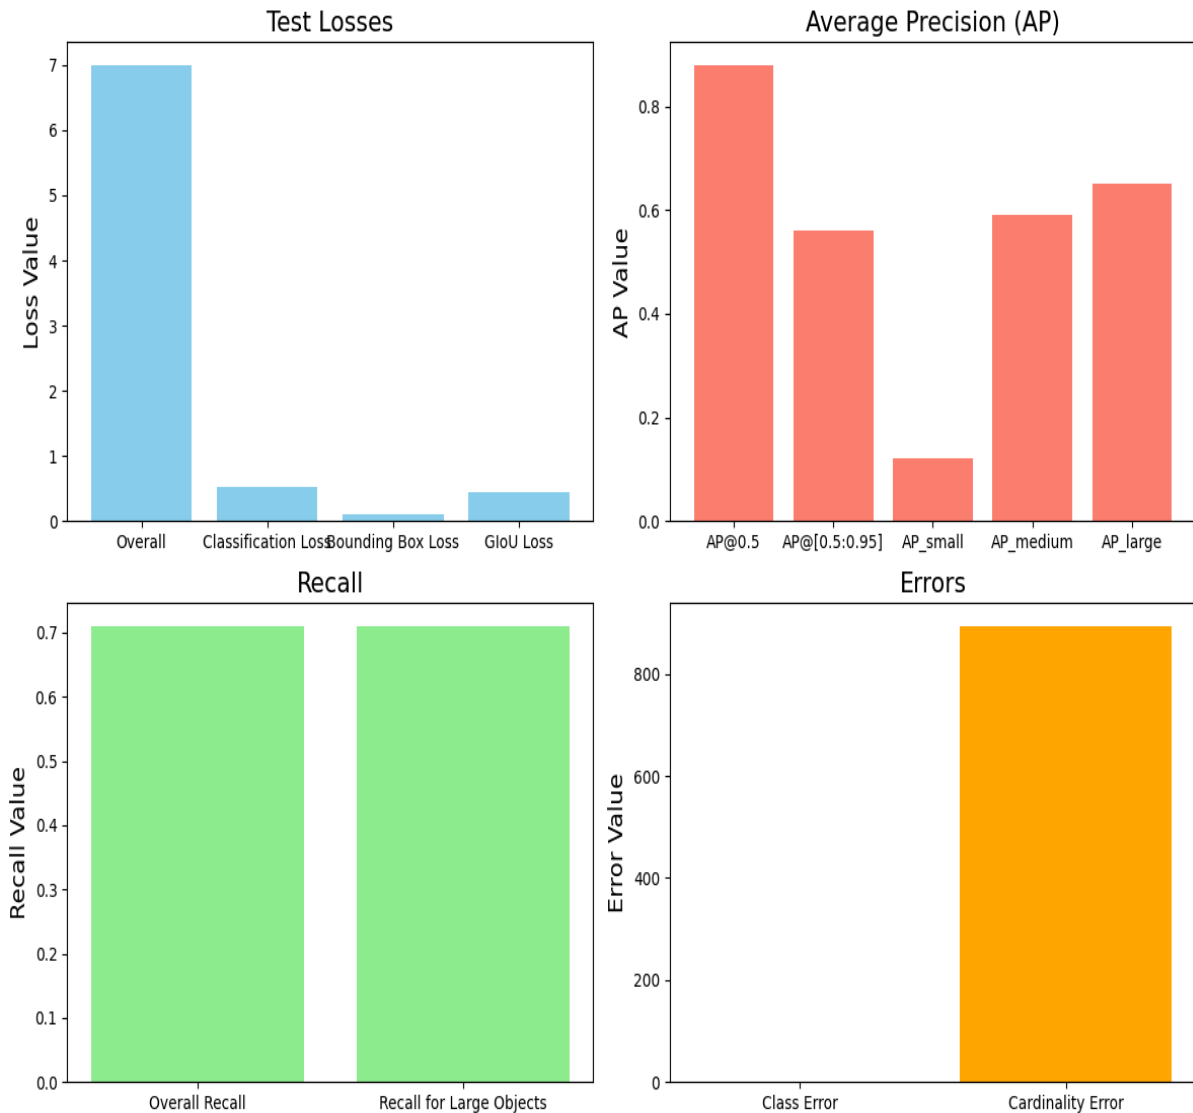 Test Losses
Loss Value
7
6
5
4
3
2
1
0
Overall
Classification Loss
Bounding Box Loss
GIoU Loss
Average Precision (AP)
AP Value
0.8
0.6
0.4
0.2
0.0
AP@0.5
AP@[0.5:0.95]
AP_small
AP_medium
AP_large
Recall
Recall Value
0.7
0.6
0.5
0.4
0.3
0.2
0.1
0.0
Overall Recall
Recall for Large Objects
Errors
Error Value
800
600
400
200
0
Class Error
Cardinality Error